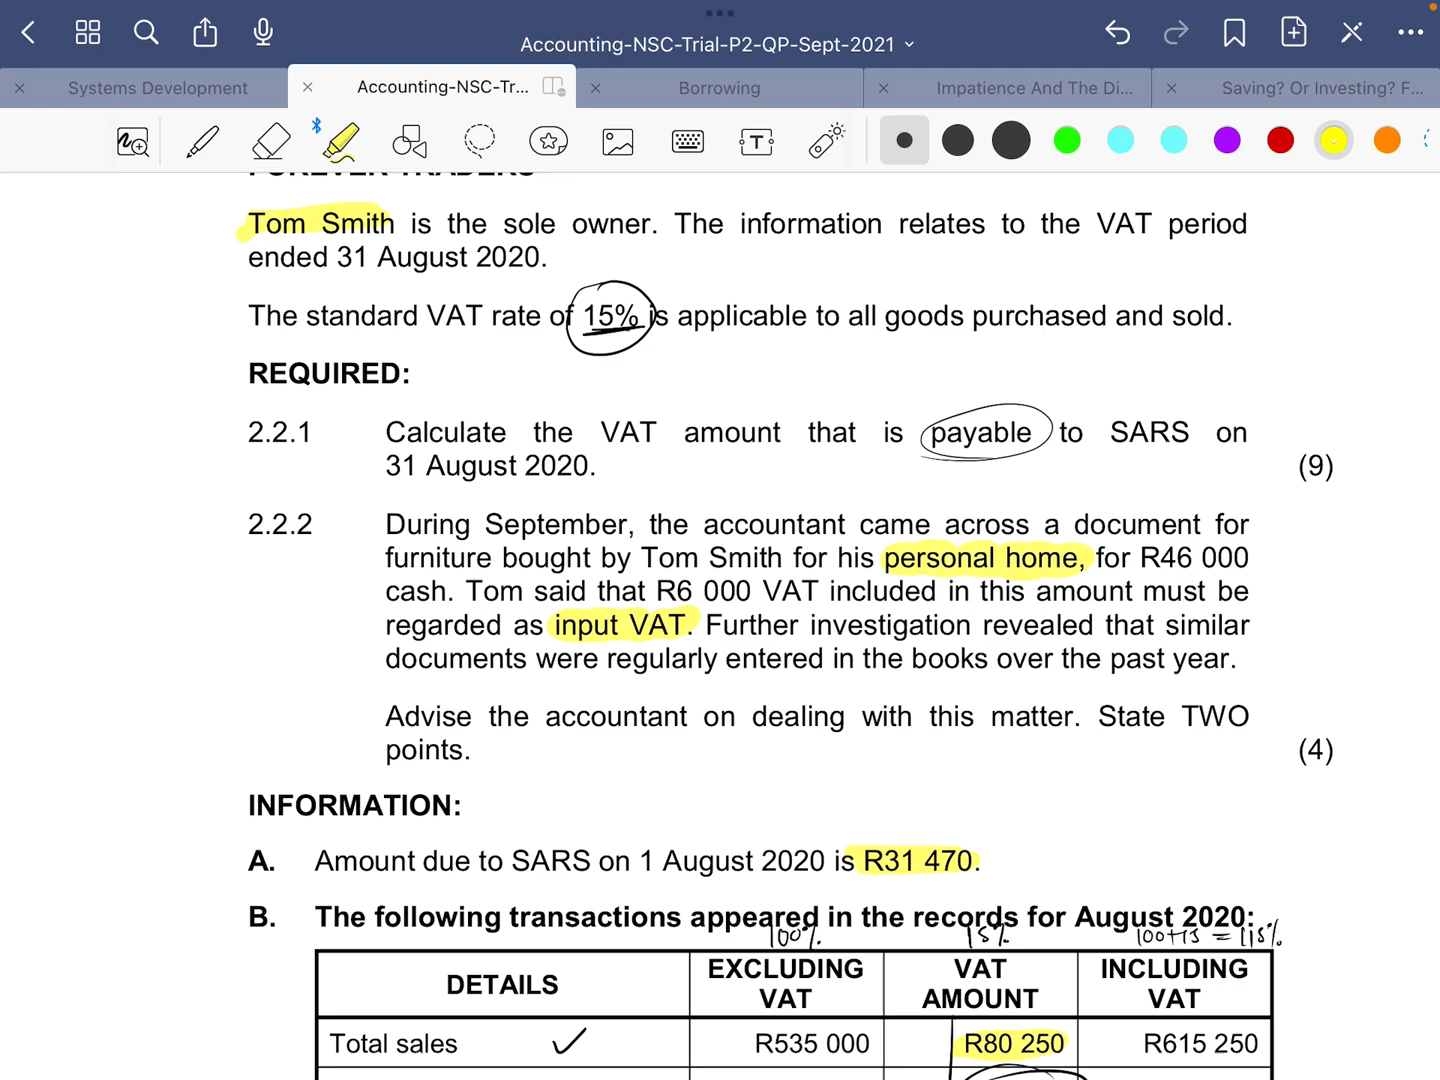 Accounting-NSC-Trial-P2-QP-Sept-2021
Systems Development
Accounting-NSC-Tr...
Borrowing
Impatience And The Di...
Saving? Or Investing? F...
FOREVER TRADERS
Tom Smith is the sole owner. The information relates to the VAT period
ended 31 August 2020.
The standard VAT rate of 15% is applicable to all goods purchased and sold.
REQUIRED:
2.2.1 Calculate the VAT amount that is payable to SARS on
31 August 2020. (9)
2.2.2 During September, the accountant came across a document for
furniture bought by Tom Smith for his personal home, for R46 000
cash. Tom said that R6 000 VAT included in this amount must be
regarded as input VAT. Further investigation revealed that similar
documents were regularly entered in the books over the past year.
Advise the accountant on dealing with this matter. State TWO
points. (4)
INFORMATION:
A. Amount due to SARS on 1 August 2020 is R31 470.
B. The following transactions appeared in the records for August 2020:
100% 15% 100+15 = 115%
DETAILS EXCLUDING VAT VAT AMOUNT INCLUDING VAT
Total sales R535 000 R80 250 R615 250